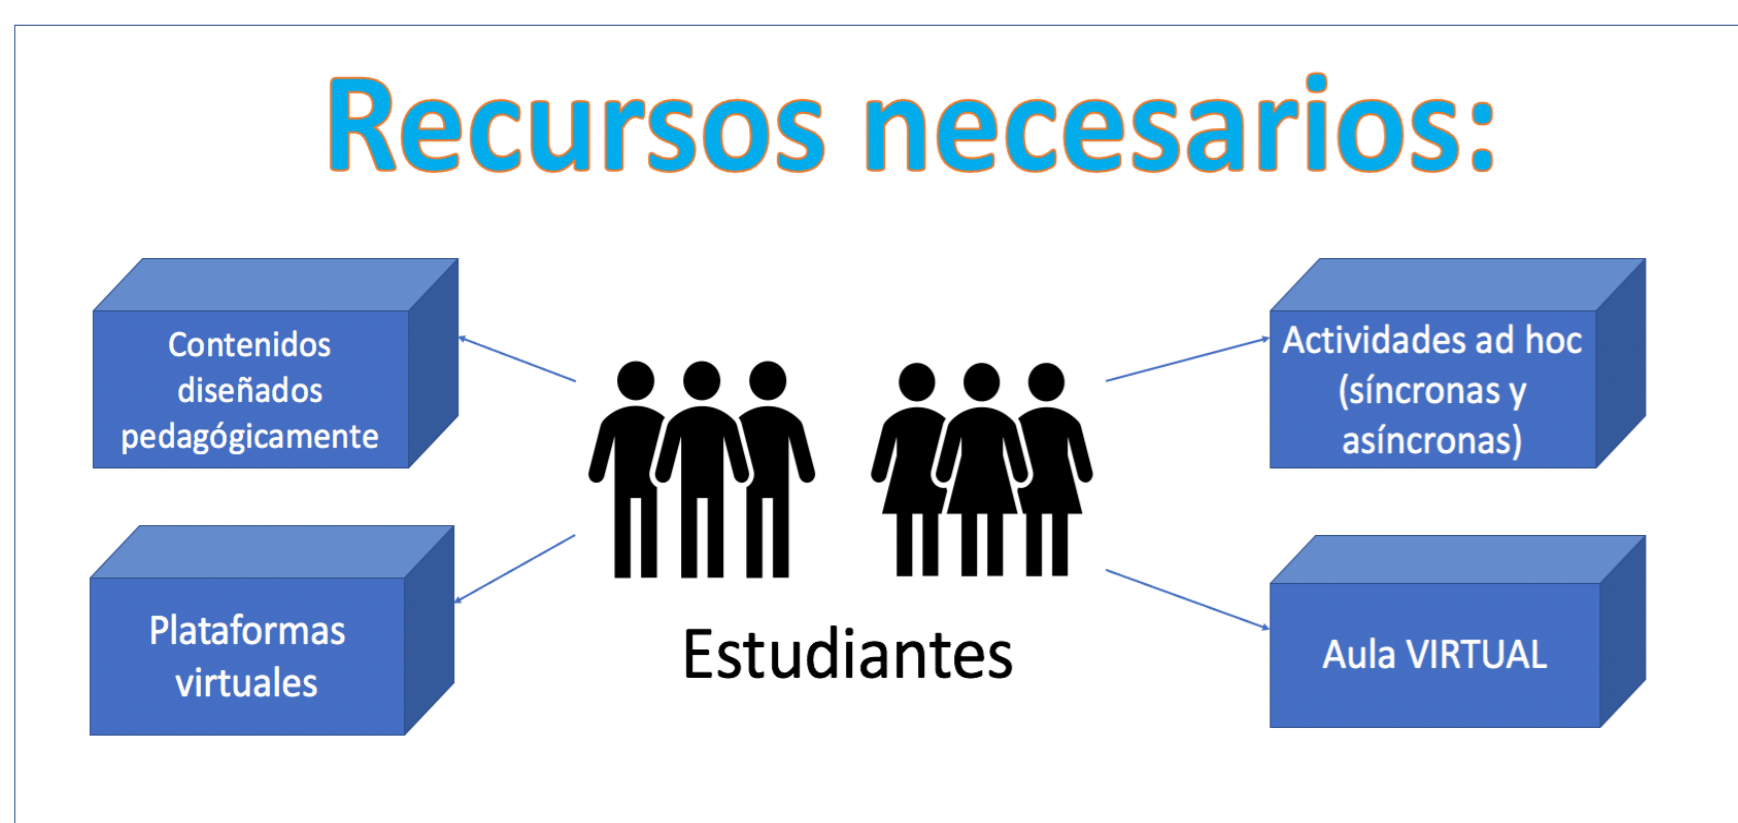 Recursos necesarios:
Contenidos
diseñados
pedagógicamente
Actividades ad hoc
(síncronas y
asíncronas)
Plataformas
virtuales
Estudiantes
Aula VIRTUAL